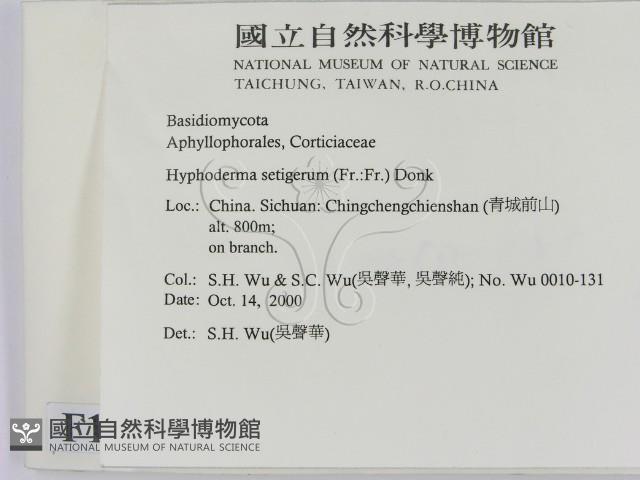 國立自然科學博物館
NATIONAL MUSEUM OF NATURAL SCIENCE
TAICHUNG, TAIWAN, R.O.CHINA
Basidiomycota
Aphyllophorales, Corticiaceae
Hyphoderma setigerum (Fr.:Fr.) Donk
Loc.: China. Sichuan: Chingchengchienshan (青城前山)
alt. 800m;
on branch.
Col.: S.H. Wu & S.C. Wu(吳聲華, 吳聲純); No. Wu 0010-131
Date: Oct. 14, 2000
Det.: S.H. Wu(吳聲華)
F1
國立自然科學博物館
NATIONAL MUSEUM OF NATURAL SCIENCE